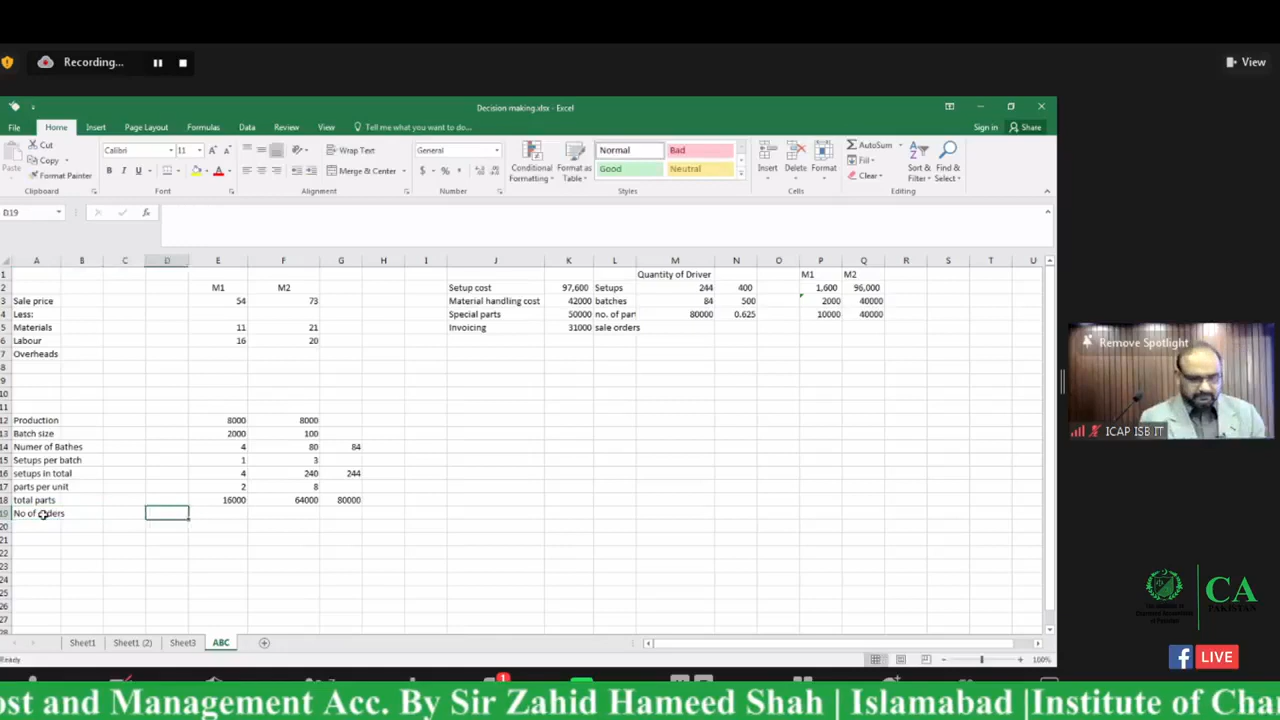 Recording...
View
Decision making.xlsx - Excel
File Home Insert Page Layout Formulas Data Review View Tell me what you want to do... Sign in Share
Cut
Copy
Format Painter
Paste
Clipboard
Calibri 11
B I U
Font
Wrap Text
Merge & Center
Alignment
General
Number
Conditional Formatting
Format as Table
Normal Bad
Good Neutral
Styles
Insert Delete Format
Cells
AutoSum
Fill
Clear
Sort & Filter
Find & Select
Editing
D19
A B C D E F G H I J K L M N O P Q R S T U
Quantity of Driver M1 M2
M1 M2 Setup cost 97,600 Setups 244 400 1,600 96,000
Sale price 54 73 Material handling cost 42000 batches 84 500 2000 40000
Less: Special parts 50000 no. of par 80000 0.625 10000 40000
Materials 11 21 Invoicing 31000 sale orders
Labour 16 20
Overheads
Production 8000 8000
Batch size 2000 100
Numer of Bathes 4 80 84
Setups per batch 1 3
setups in total 4 240 244
parts per unit 2 8
total parts 16000 64000 80000
No of orders
Sheet1 Sheet1 (2) Sheet3 ABC
Ready
100%
Remove Spotlight
ICAP ISB IT
CA
PAKISTAN
LIVE
ost and Management Acc. By Sir Zahid Hameed Shah | Islamabad |Institute of Cha